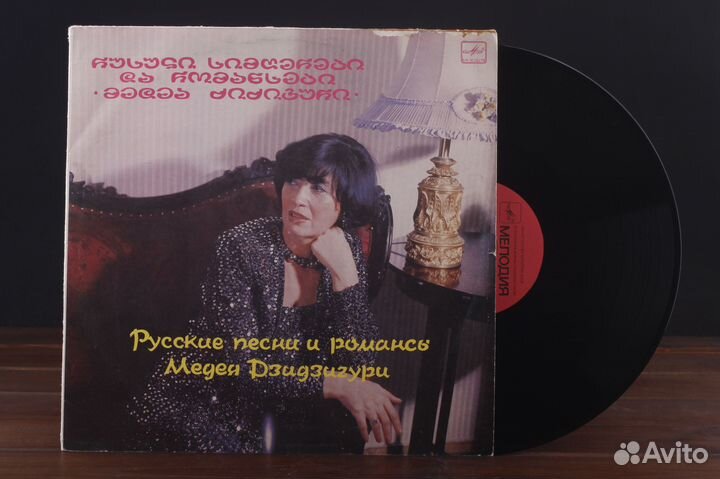 რუსული სიმღერები
და რომანსები
· მედეა ძიძიგური ·
Русские песни и романсы
Медея Дзидзигури
МЕЛОДИЯ
Avito